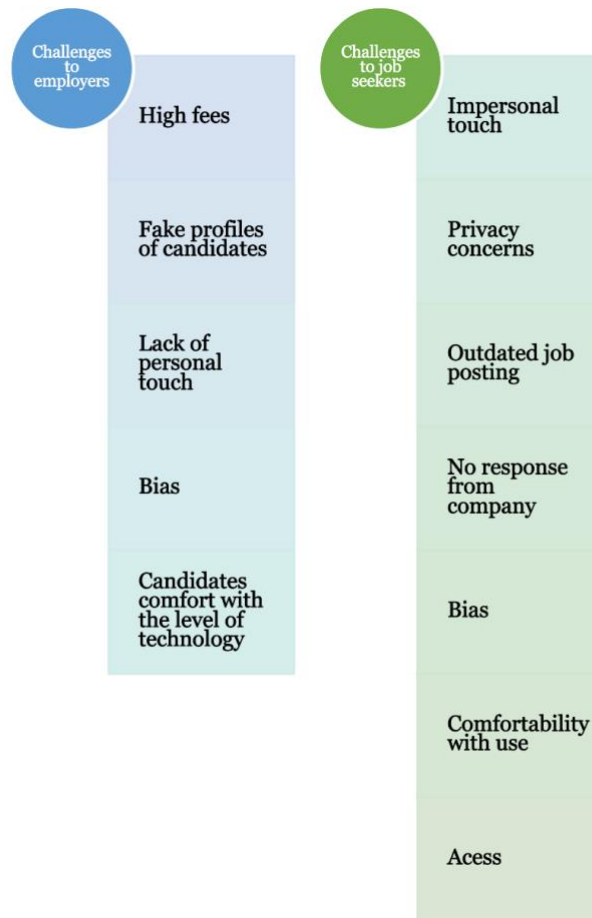 Challenges
to
employers
High fees
Fake profiles
of candidates
Lack of
personal
touch
Bias
Candidates
comfort with
the level of
technology
Challenges
to job
seekers
Impersonal
touch
Privacy
concerns
Outdated job
posting
No response
from
company
Bias
Comfortability
with use
Acess